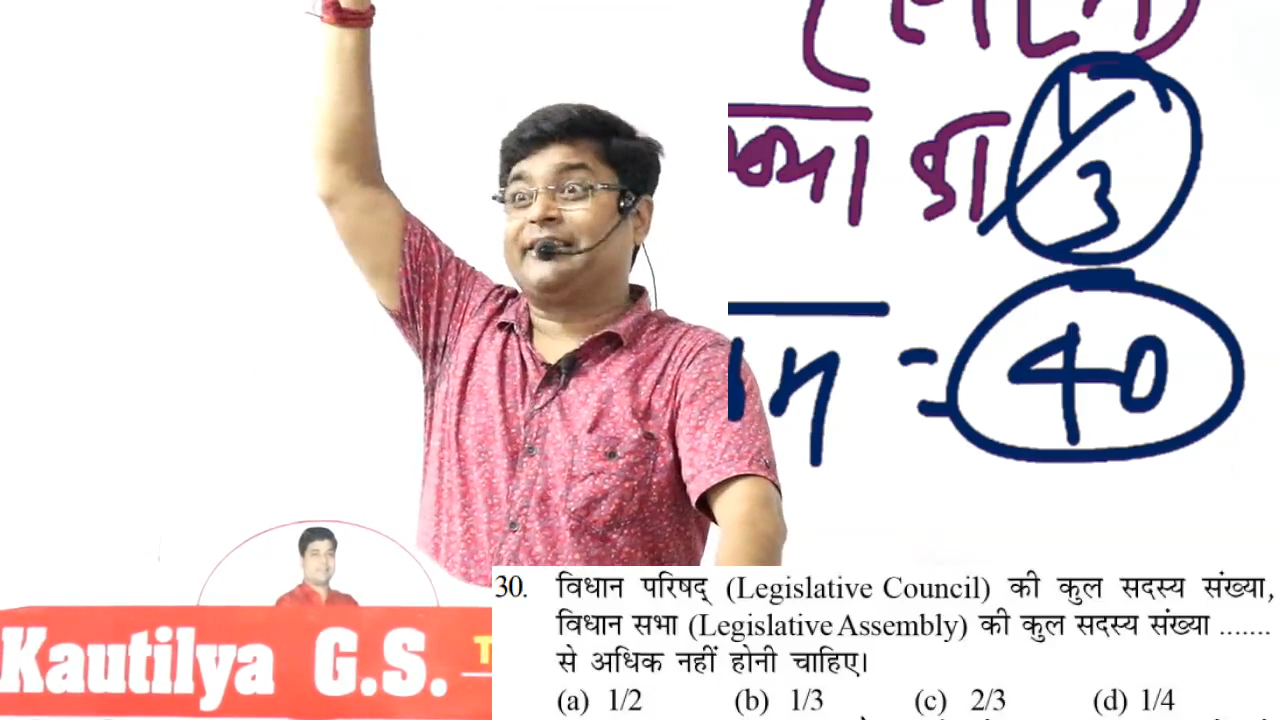 का 1/3
= 40
Kautilya G.S.
30. विधान परिषद् (Legislative Council) की कुल सदस्य संख्या,
विधान सभा (Legislative Assembly) की कुल सदस्य संख्या .......
से अधिक नहीं होनी चाहिए।
(a) 1/2 (b) 1/3 (c) 2/3 (d) 1/4